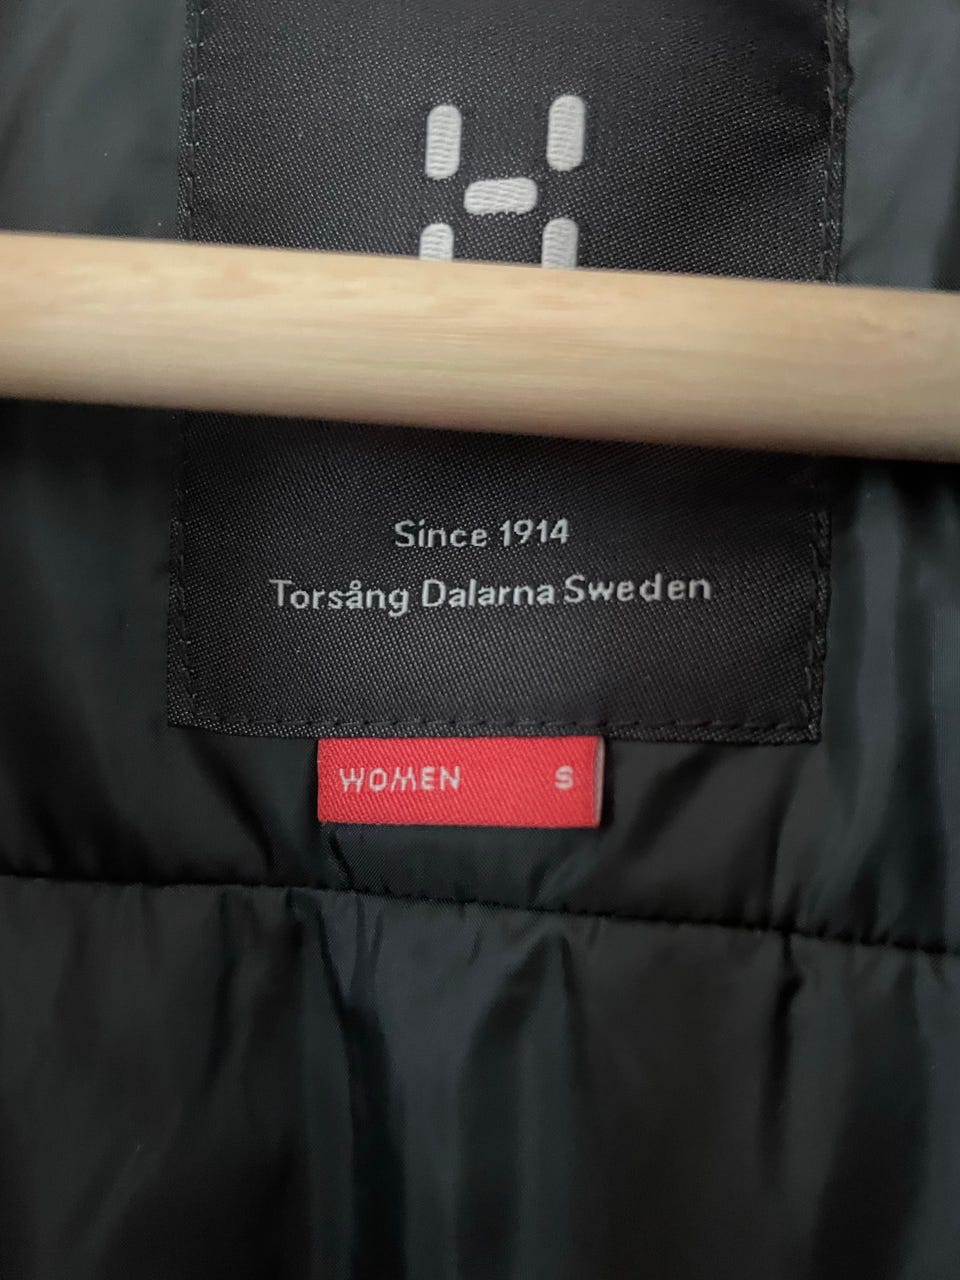 Since 1914
Torsång Dalarna Sweden
WOMEN S